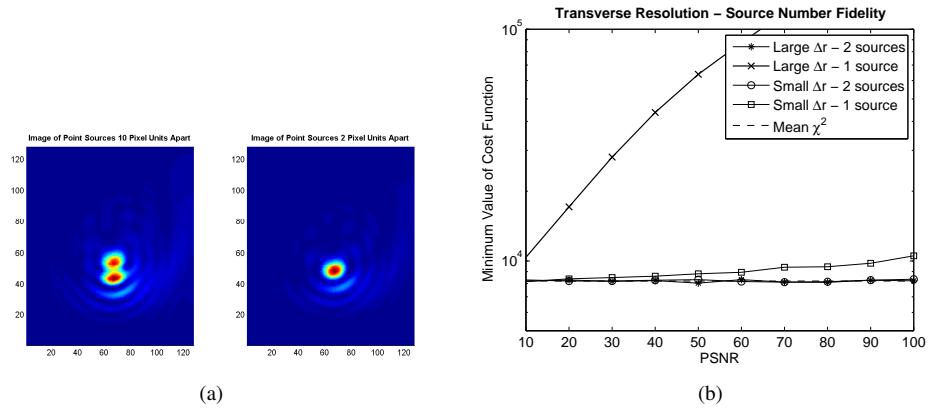 Image of Point Sources 10 Pixel Units Apart
120
100
80
60
40
20
20 40 60 80 100 120
Image of Point Sources 2 Pixel Units Apart
120
100
80
60
40
20
20 40 60 80 100 120
(a)
Transverse Resolution − Source Number Fidelity
Minimum Value of Cost Function
10^5
10^4
Large Δr − 2 sources
Large Δr − 1 source
Small Δr − 2 sources
Small Δr − 1 source
Mean χ^2
10 20 30 40 50 60 70 80 90 100
PSNR
(b)